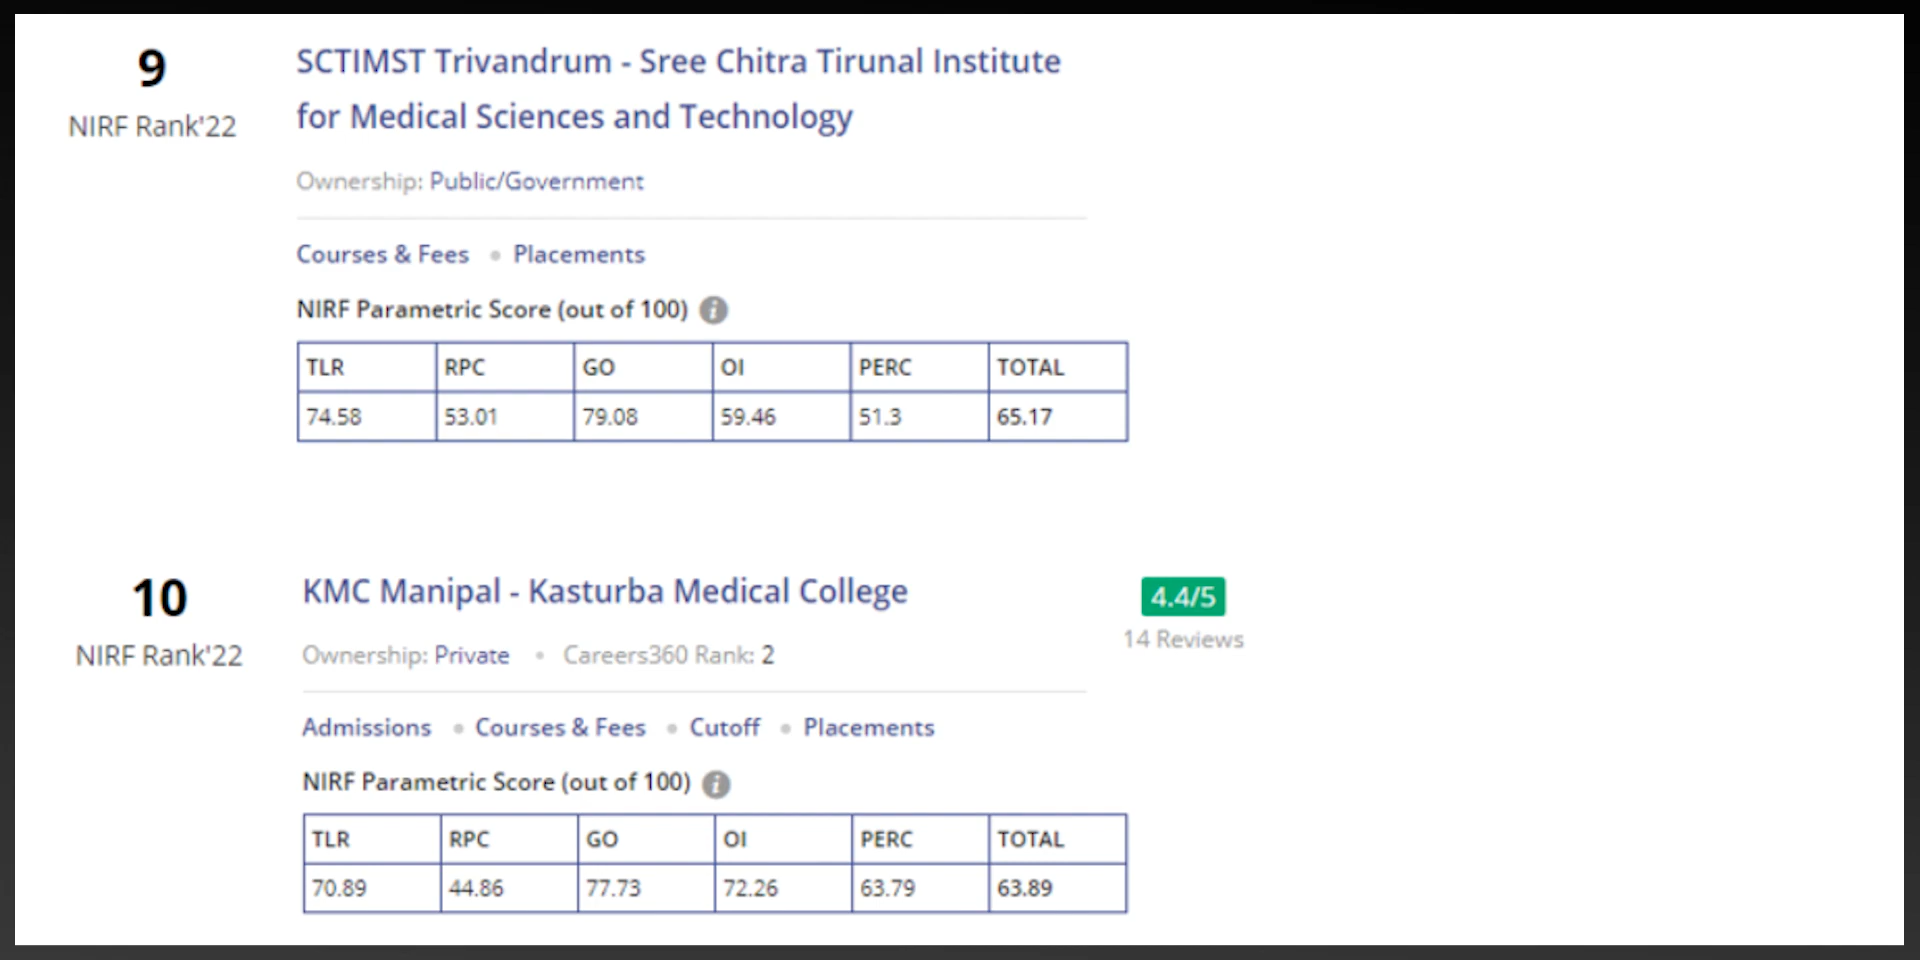 9
NIRF Rank'22
SCTIMST Trivandrum - Sree Chitra Tirunal Institute
for Medical Sciences and Technology
Ownership: Public/Government
Courses & Fees • Placements
NIRF Parametric Score (out of 100) i
TLR RPC GO OI PERC TOTAL
74.58 53.01 79.08 59.46 51.3 65.17
10
NIRF Rank'22
KMC Manipal - Kasturba Medical College
4.4/5
14 Reviews
Ownership: Private • Careers360 Rank: 2
Admissions • Courses & Fees • Cutoff • Placements
NIRF Parametric Score (out of 100) i
TLR RPC GO OI PERC TOTAL
70.89 44.86 77.73 72.26 63.79 63.89